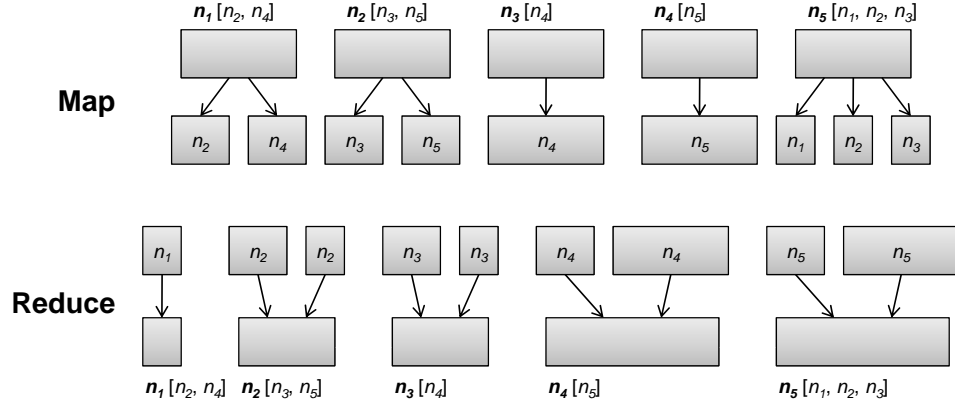 n₁ [n₂, n₄] n₂ [n₃, n₅] n₃ [n₄] n₄ [n₅] n₅ [n₁, n₂, n₃]
Map
n₂ n₄ n₃ n₅ n₄ n₅ n₁ n₂ n₃
n₁ n₂ n₂ n₃ n₃ n₄ n₄ n₅ n₅
Reduce
n₁ [n₂, n₄] n₂ [n₃, n₅] n₃ [n₄] n₄ [n₅] n₅ [n₁, n₂, n₃]